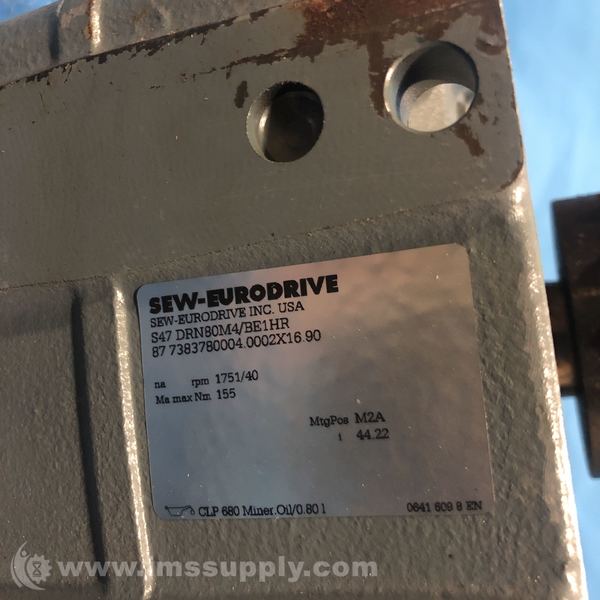 SEW-EURODRIVE
SEW-EURODRIVE INC. USA
S47 DRN80M4/BE1HR
87 7383780004.0002X16.90
na rpm 1751/40
Ma max Nm 155
MtgPos M2A
i 44.22
CLP 680 Miner.Oil/0.80 l
0641 609 8 EN
www.imssupply.com/